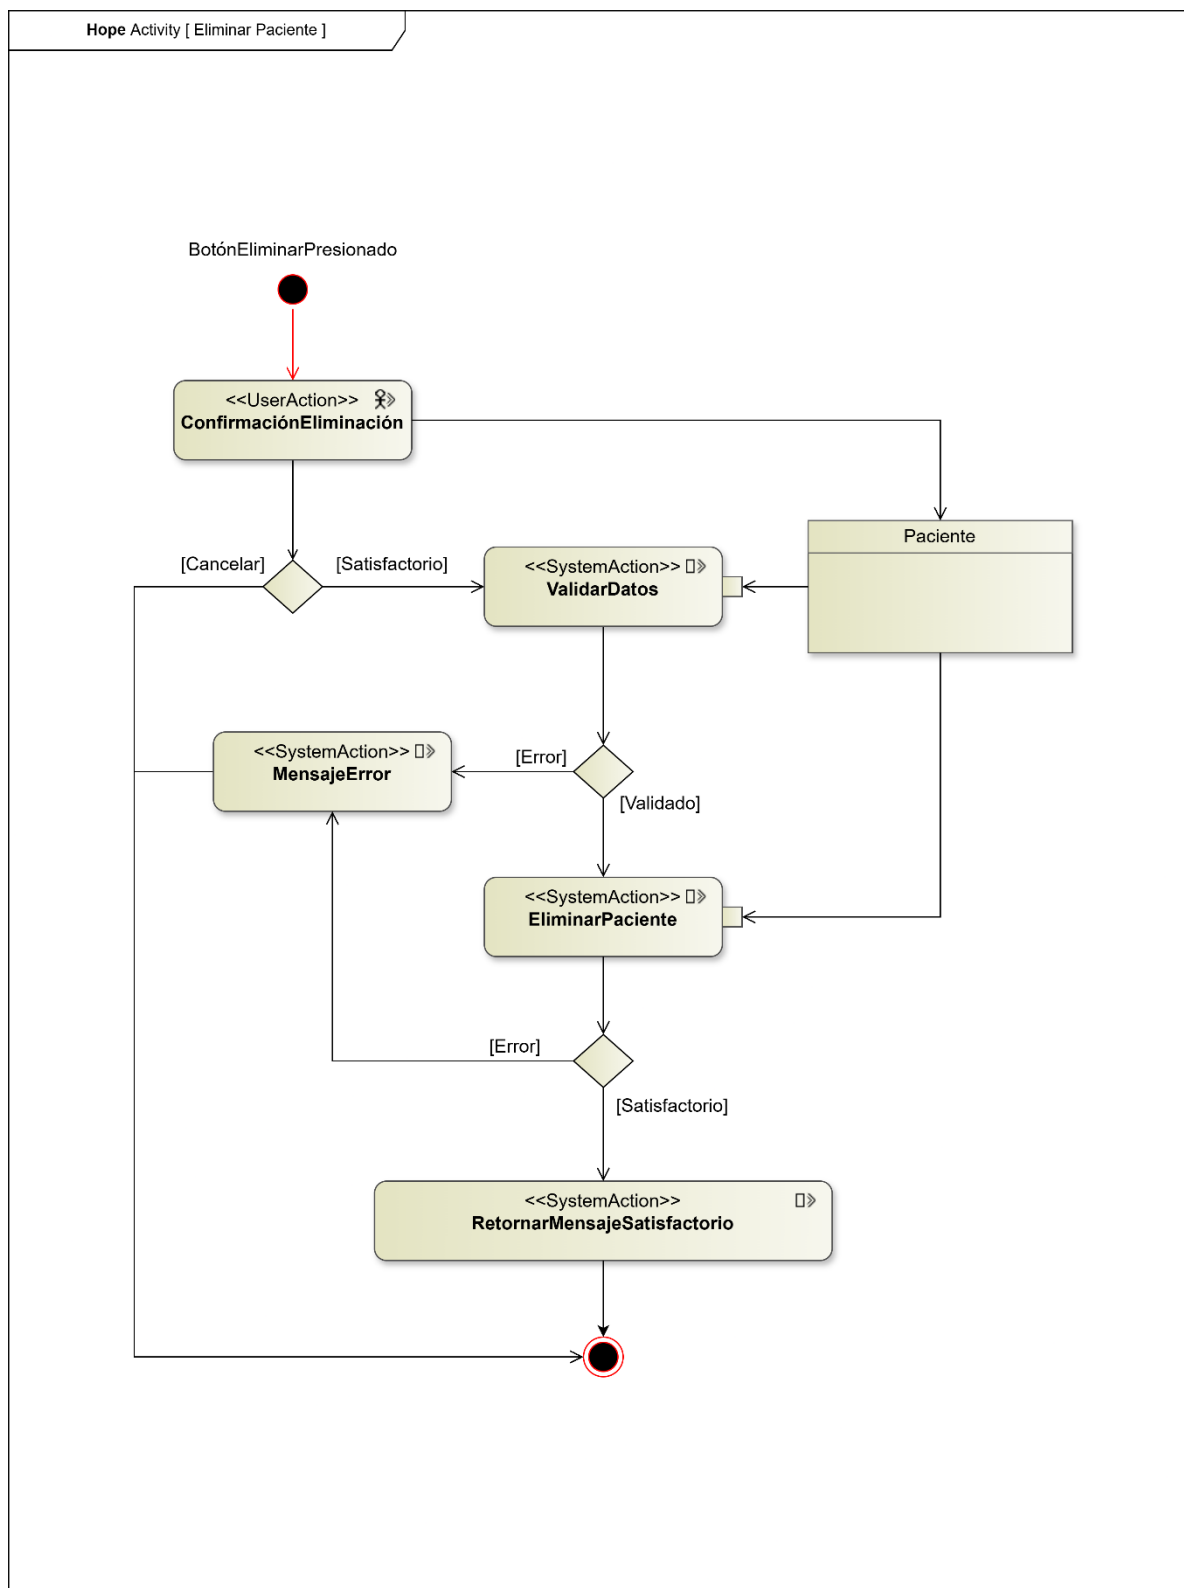 Hope Activity [ Eliminar Paciente ]
BotónEliminarPresionado
<<UserAction>>
ConfirmaciónEliminación
Paciente
[Cancelar]
[Satisfactorio]
<<SystemAction>>
ValidarDatos
<<SystemAction>>
MensajeError
[Error]
[Validado]
<<SystemAction>>
EliminarPaciente
[Error]
[Satisfactorio]
<<SystemAction>>
RetornarMensajeSatisfactorio